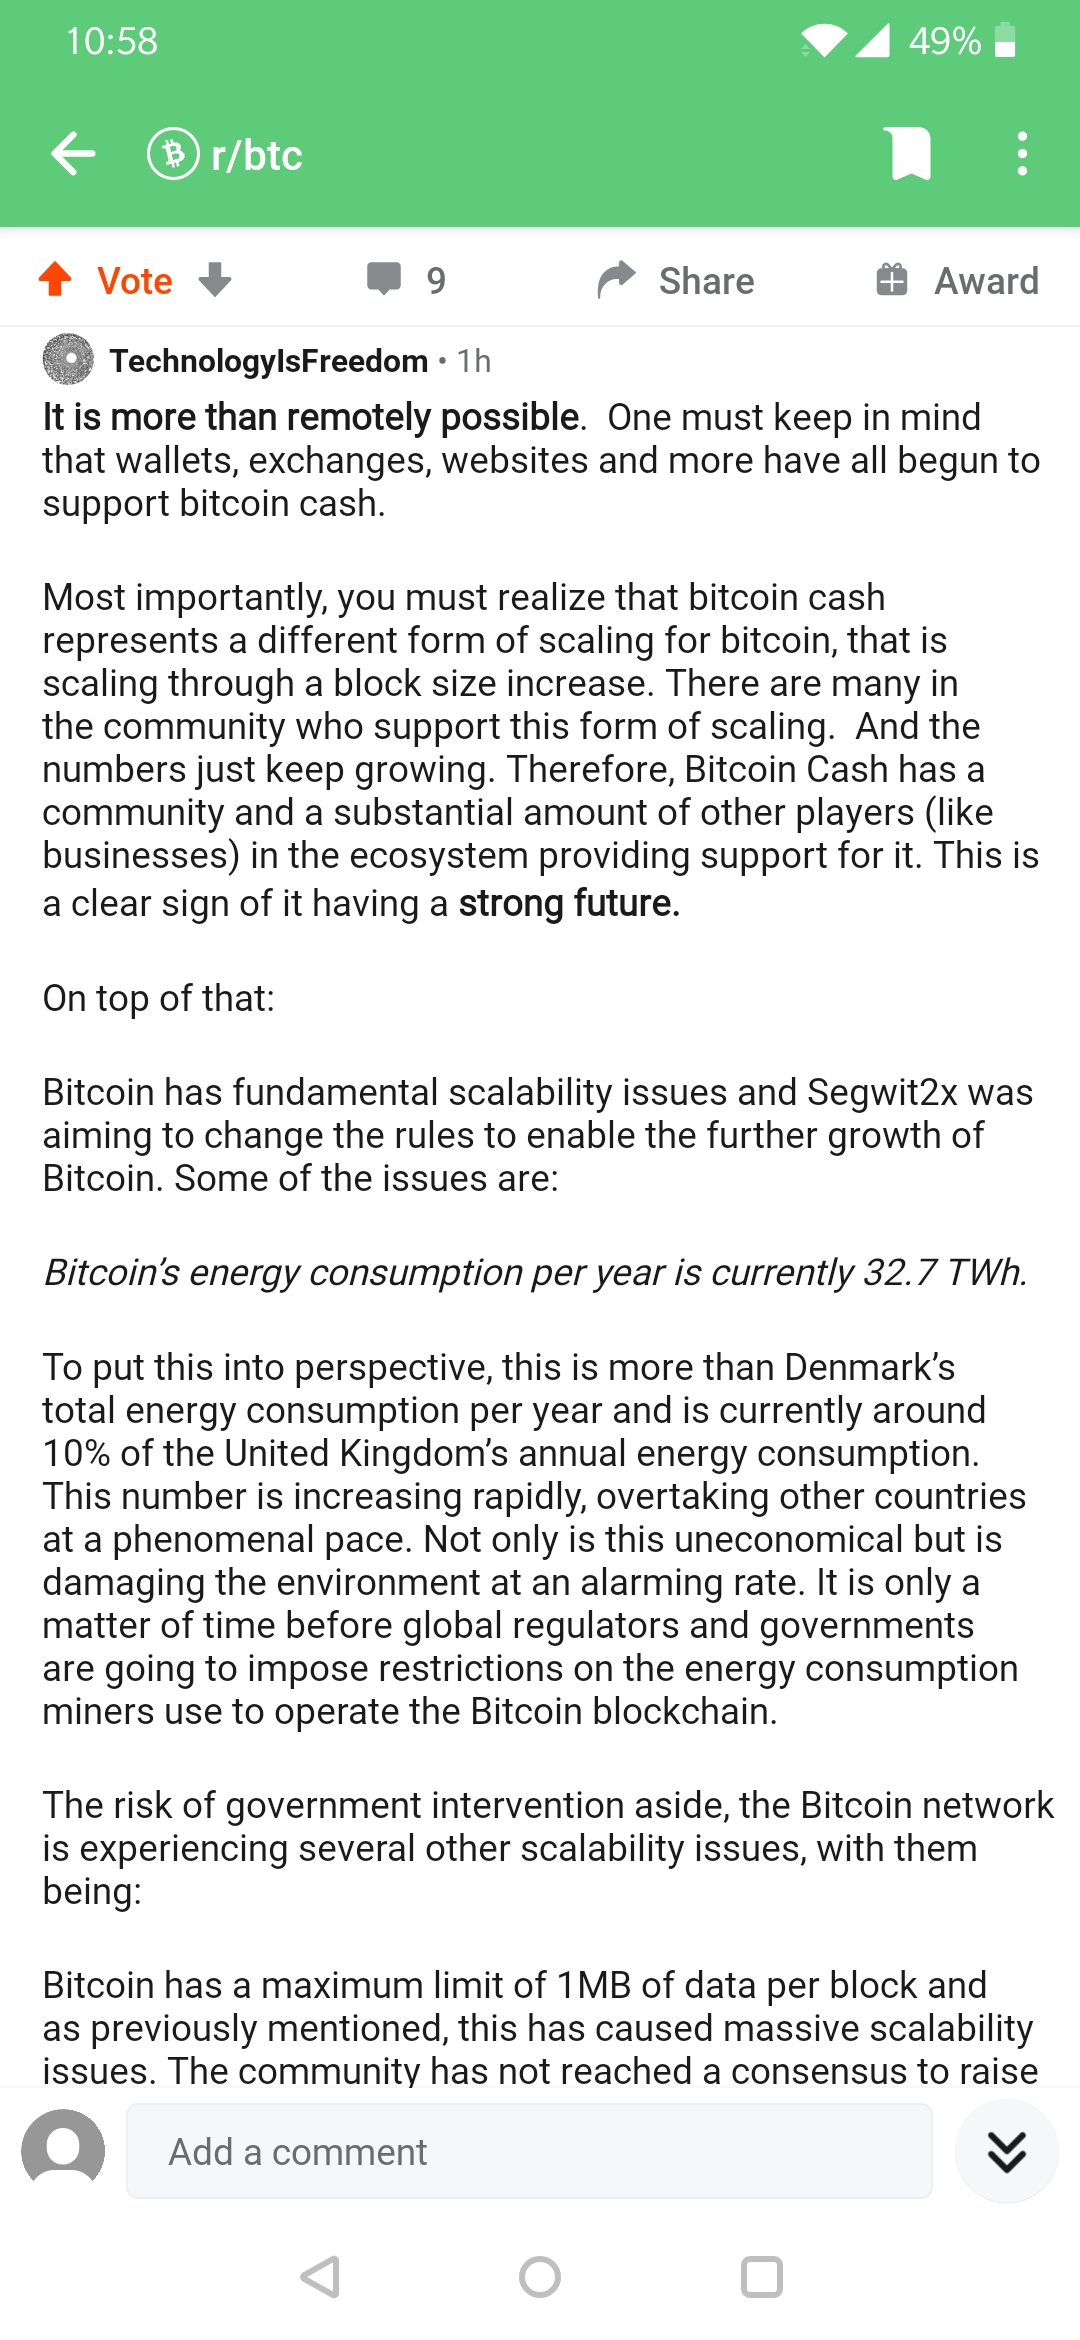 10:58
49%
r/btc
Vote
9
Share
Award
TechnologyIsFreedom • 1h
It is more than remotely possible. One must keep in mind
that wallets, exchanges, websites and more have all begun to
support bitcoin cash.
Most importantly, you must realize that bitcoin cash
represents a different form of scaling for bitcoin, that is
scaling through a block size increase. There are many in
the community who support this form of scaling. And the
numbers just keep growing. Therefore, Bitcoin Cash has a
community and a substantial amount of other players (like
businesses) in the ecosystem providing support for it. This is
a clear sign of it having a strong future.
On top of that:
Bitcoin has fundamental scalability issues and Segwit2x was
aiming to change the rules to enable the further growth of
Bitcoin. Some of the issues are:
Bitcoin’s energy consumption per year is currently 32.7 TWh.
To put this into perspective, this is more than Denmark’s
total energy consumption per year and is currently around
10% of the United Kingdom’s annual energy consumption.
This number is increasing rapidly, overtaking other countries
at a phenomenal pace. Not only is this uneconomical but is
damaging the environment at an alarming rate. It is only a
matter of time before global regulators and governments
are going to impose restrictions on the energy consumption
miners use to operate the Bitcoin blockchain.
The risk of government intervention aside, the Bitcoin network
is experiencing several other scalability issues, with them
being:
Bitcoin has a maximum limit of 1MB of data per block and
as previously mentioned, this has caused massive scalability
issues. The community has not reached a consensus to raise
Add a comment